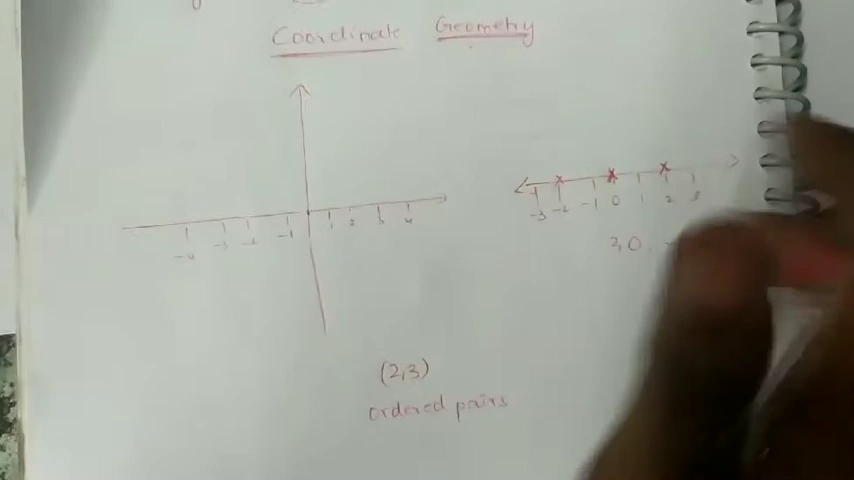 Coordinate Geometry
-3 -2 -1 0 1 2 3
-4 -3 -2 -1 1 2 3 4
2,0,
(2,3)
ordered pairs